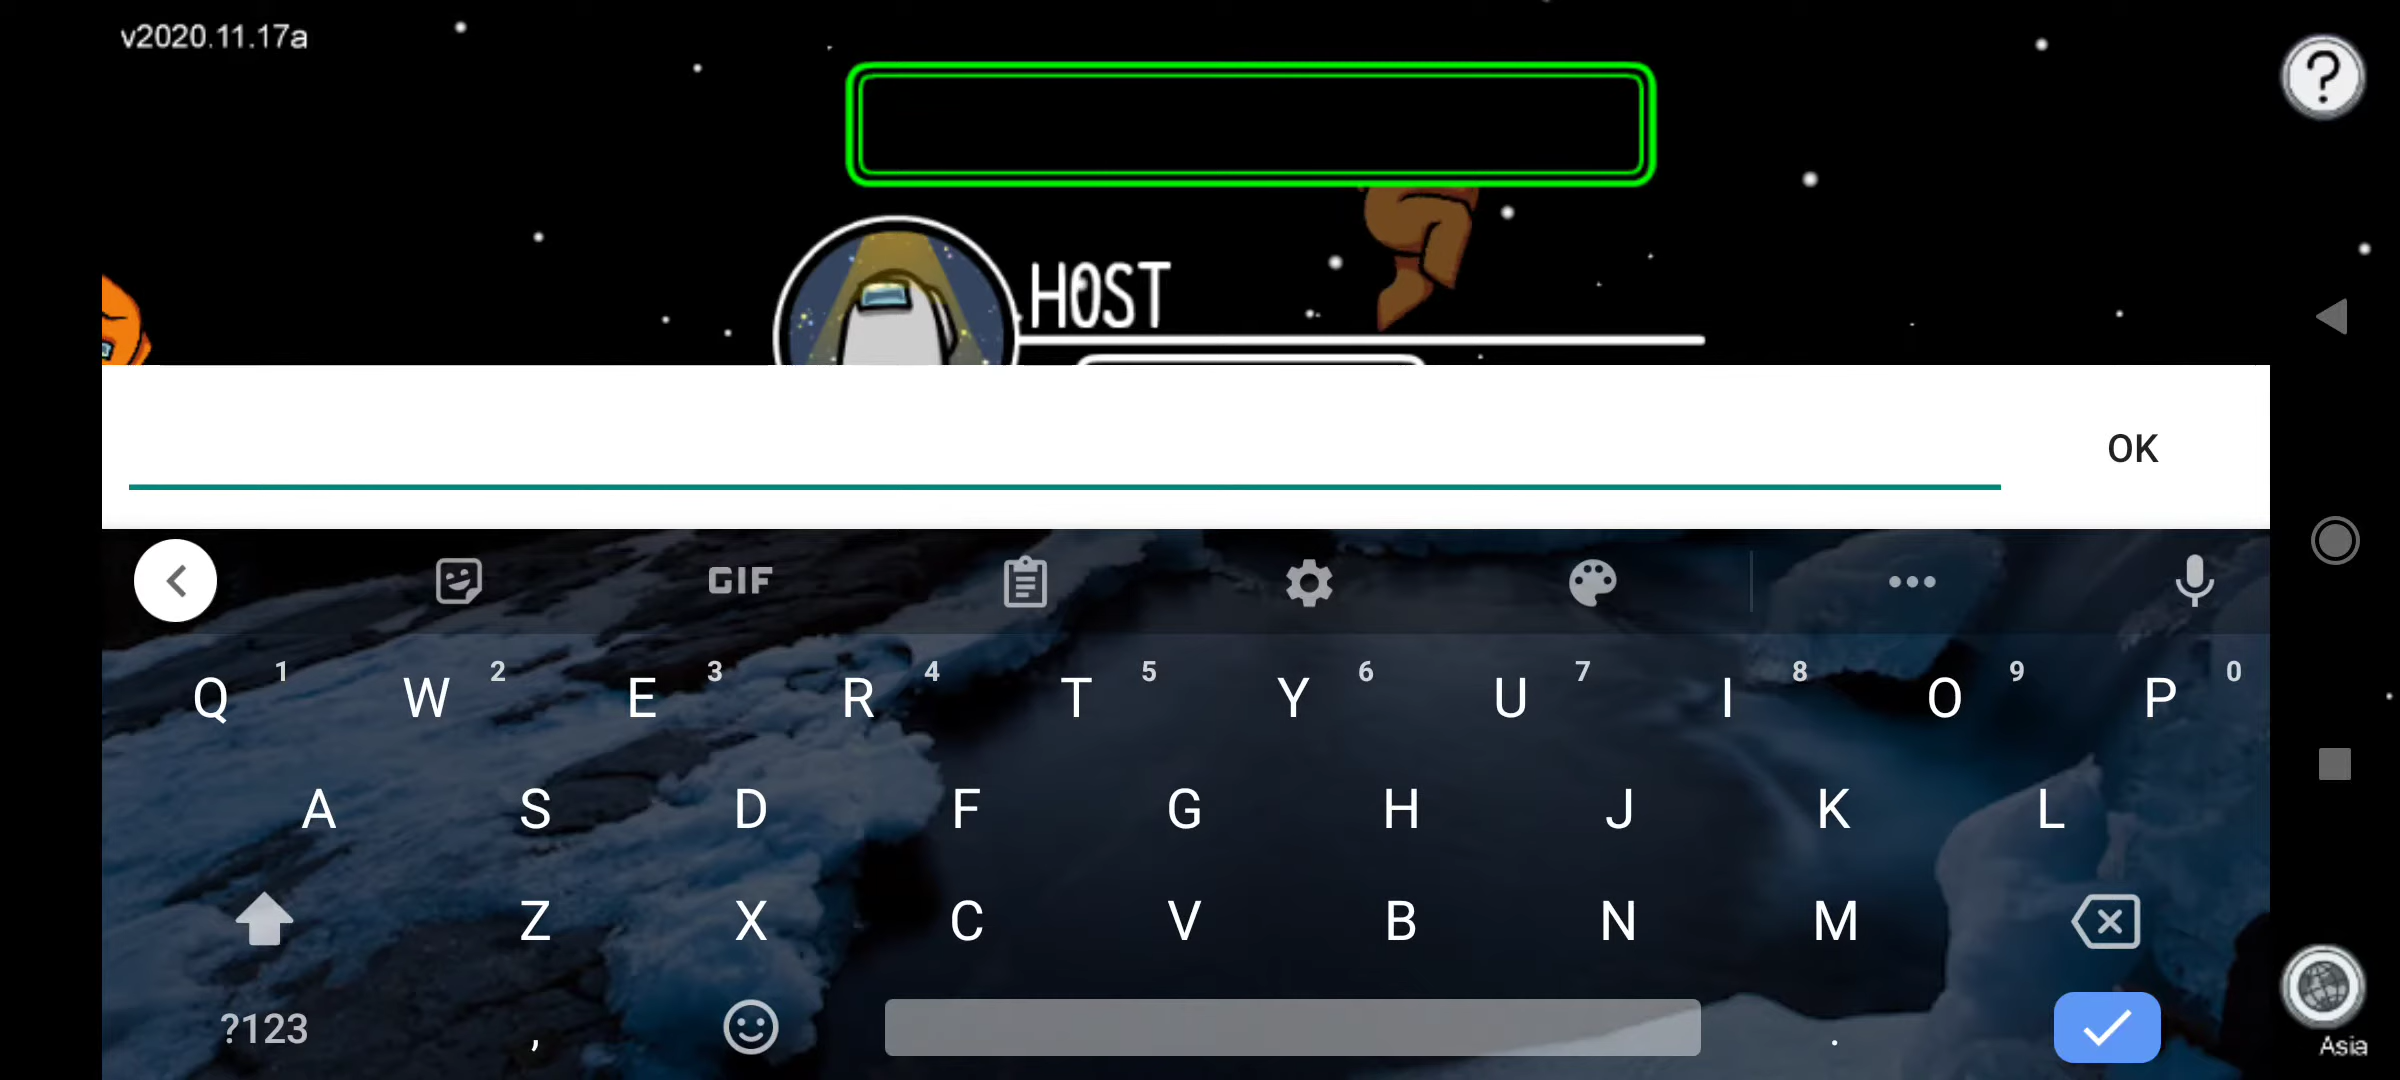 v2020.11.17a
?
HOST
OK
GIF
Q 1 W 2 E 3 R 4 T 5 Y 6 U 7 I 8 O 9 P 0
A S D F G H J K L
Z X C V B N M
?123 , .
Asia